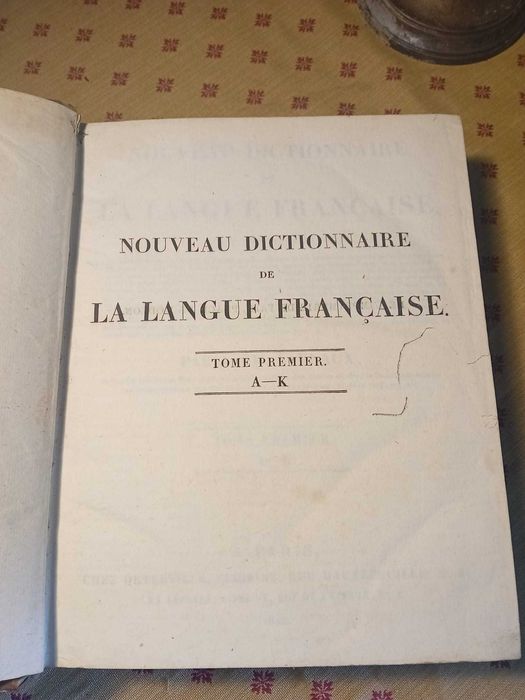 NOUVEAU DICTIONNAIRE
DE
LA LANGUE FRANÇAISE.
TOME PREMIER.
A—K